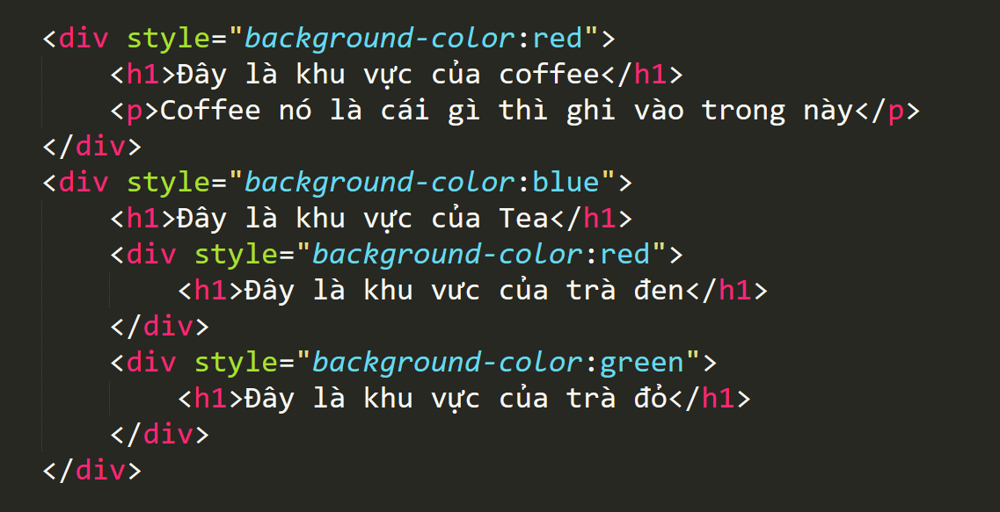 <div style="background-color:red">
<h1>Đây là khu vực của coffee</h1>
<p>Coffee nó là cái gì thì ghi vào trong này</p>
</div>
<div style="background-color:blue">
<h1>Đây là khu vực của Tea</h1>
<div style="background-color:red">
<h1>Đây là khu vưc của trà đen</h1>
</div>
<div style="background-color:green">
<h1>Đây là khu vực của trà đỏ</h1>
</div>
</div>